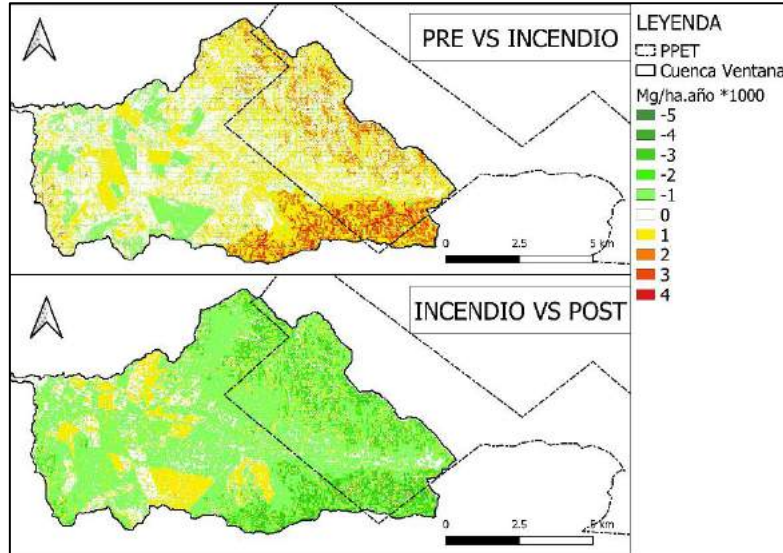 PRE VS INCENDIO
0 2.5 5 km
INCENDIO VS POST
0 2.5 5 km
LEYENDA
PPET
Cuenca Ventana
Mg/ha.año *1000
-5
-4
-3
-2
-1
0
1
2
3
4